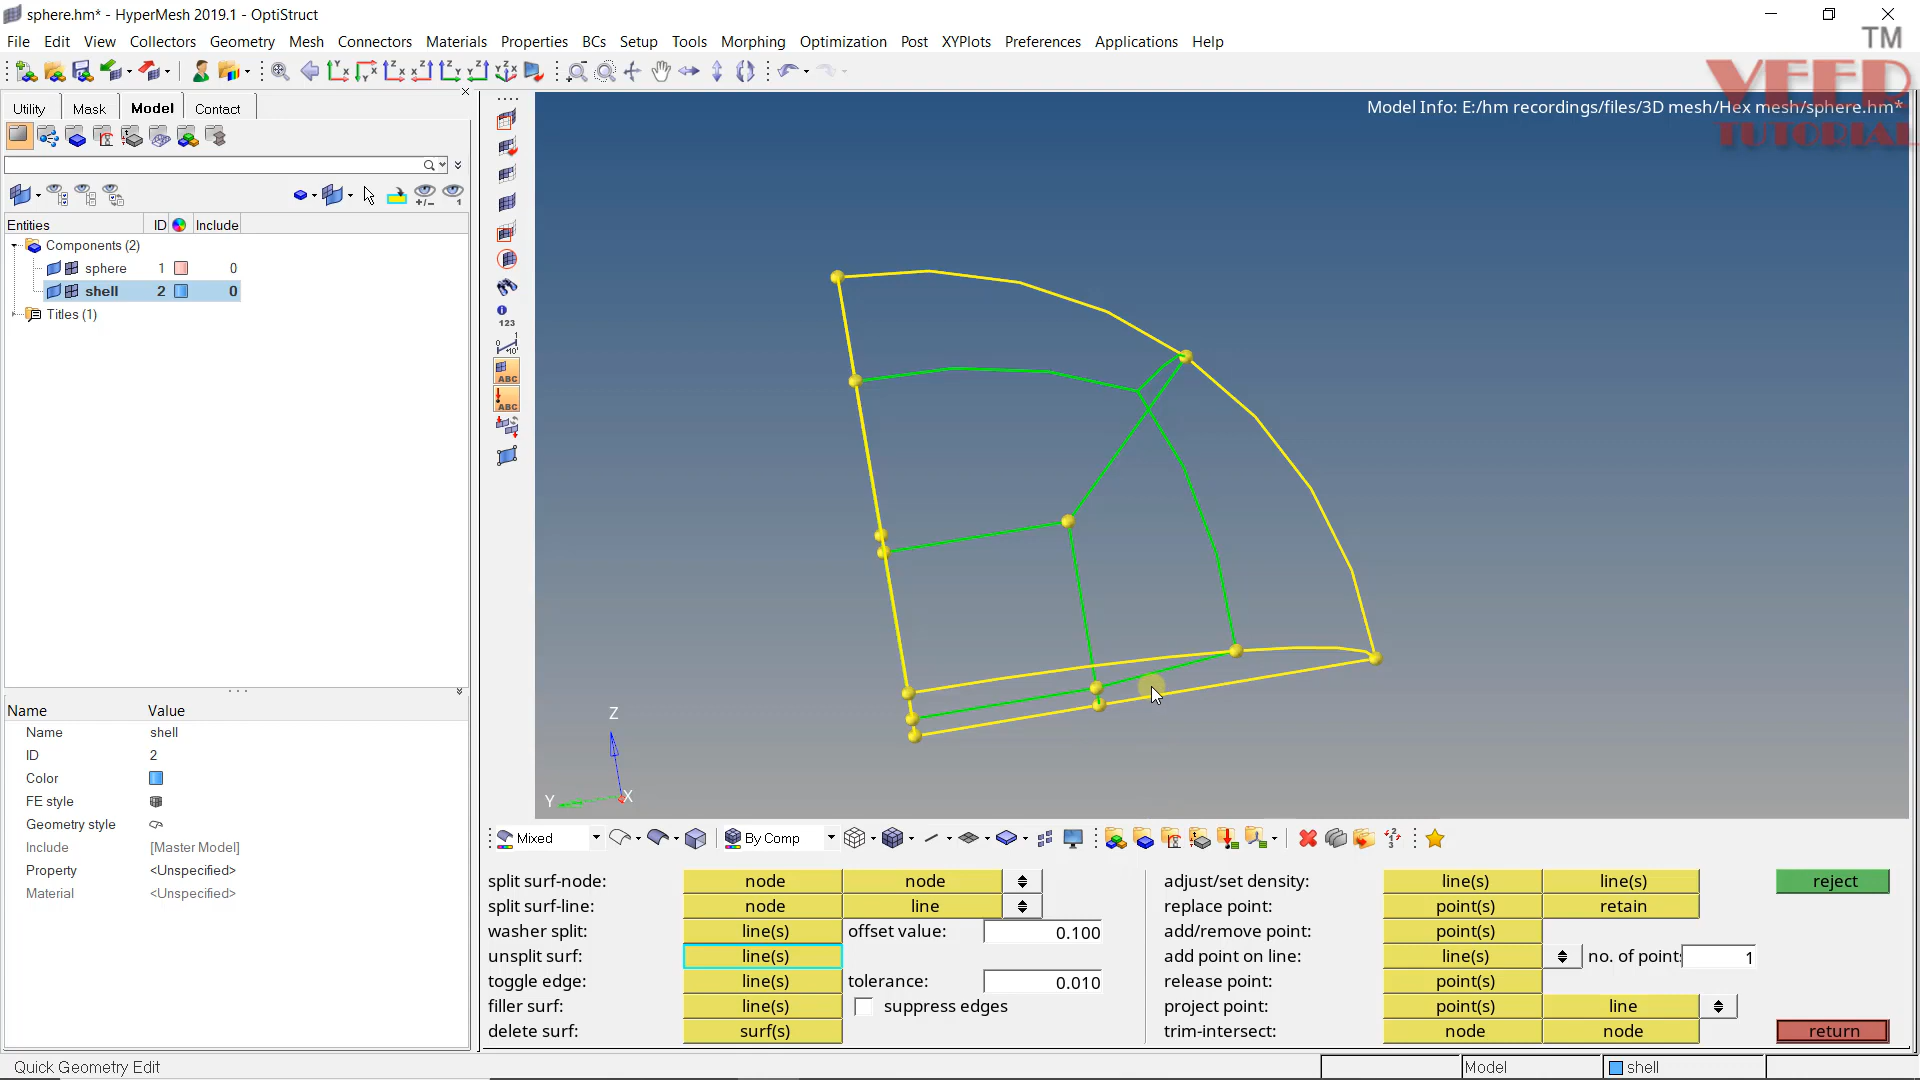 sphere.hm* - HyperMesh 2019.1 - OptiStruct
File Edit View Collectors Geometry Mesh Connectors Materials Properties BCs Setup Tools Morphing Optimization Post XYPlots Preferences Applications Help
TM
VEED
TUTORIAL
Utility Mask Model Contact
Model Info: E:/hm recordings/files/3D mesh/Hex mesh/sphere.hm*
Entities ID Include
Components (2)
sphere 1 0
shell 2 0
Titles (1)
123
ABC
ABC
Name Value
Name shell
ID 2
Color
FE style
Geometry style
Include [Master Model]
Property <Unspecified>
Material <Unspecified>
Z
Y
X
Mixed By Comp
split surf-node: node node adjust/set density: line(s) line(s) reject
split surf-line: node line replace point: point(s) retain
washer split: line(s) offset value: 0.100 add/remove point: point(s)
unsplit surf: line(s) add point on line: line(s) no. of point: 1
toggle edge: line(s) tolerance: 0.010 release point: point(s)
filler surf: line(s) suppress edges project point: point(s) line
delete surf: surf(s) trim-intersect: node node return
Quick Geometry Edit Model shell